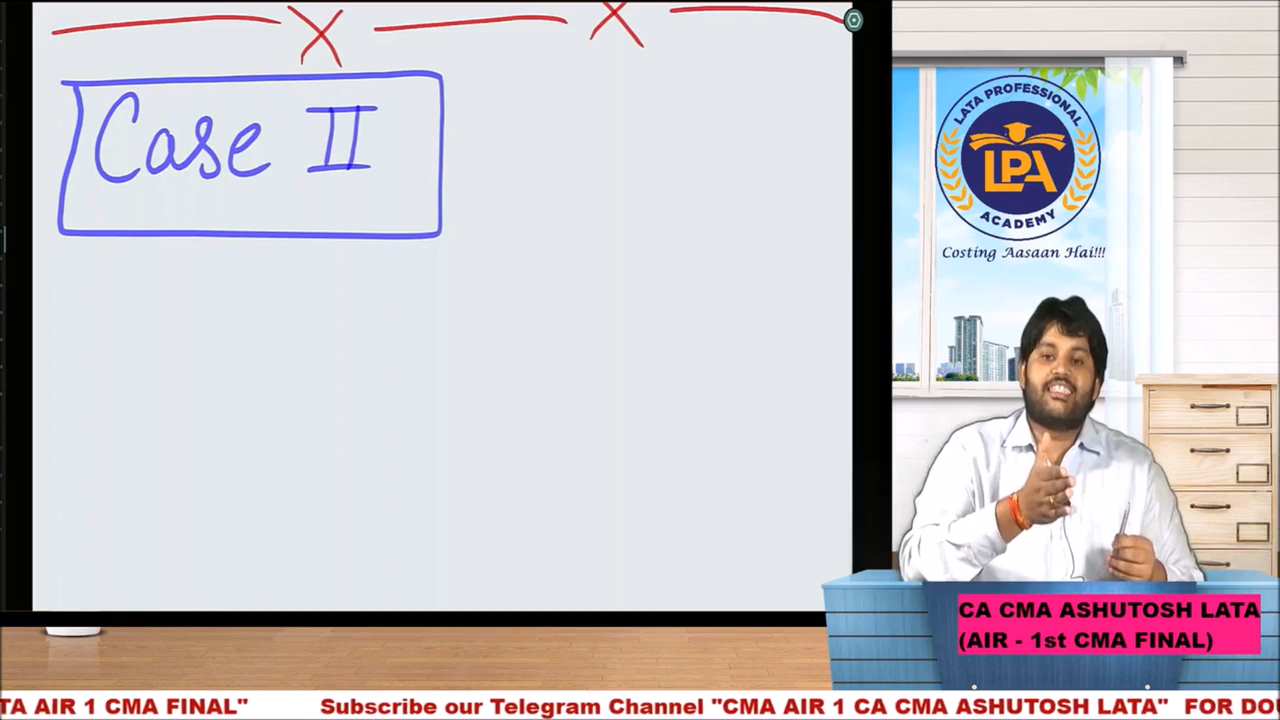 Case II
LATA PROFESSIONAL
LPA
ACADEMY
Costing Aasaan Hai!!!
CA CMA ASHUTOSH LATA
(AIR - 1st CMA FINAL)
TA AIR 1 CMA FINAL" Subscribe our Telegram Channel "CMA AIR 1 CA CMA ASHUTOSH LATA" FOR DO